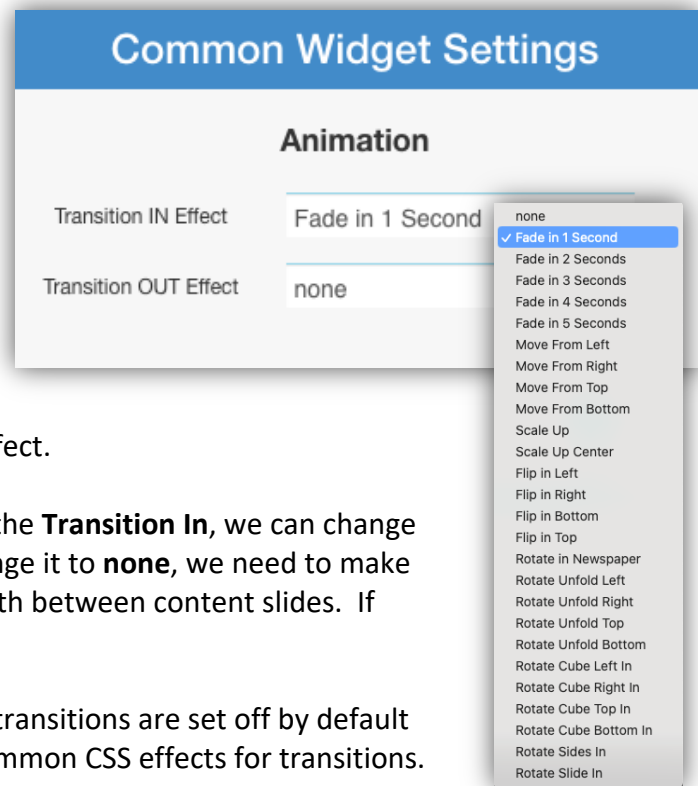 Common Widget Settings
Animation
Transition IN Effect
Fade in 1 Second
Transition OUT Effect
none
none
✓ Fade in 1 Second
Fade in 2 Seconds
Fade in 3 Seconds
Fade in 4 Seconds
Fade in 5 Seconds
Move From Left
Move From Right
Move From Top
Move From Bottom
Scale Up
Scale Up Center
Flip in Left
Flip in Right
Flip in Bottom
Flip in Top
Rotate in Newspaper
Rotate Unfold Left
Rotate Unfold Right
Rotate Unfold Top
Rotate Unfold Bottom
Rotate Cube Left In
Rotate Cube Right In
Rotate Cube Top In
Rotate Cube Bottom In
Rotate Sides In
Rotate Slide In
fect.
the Transition In, we can change
ge it to none, we need to make
th between content slides. If
transitions are set off by default
mmon CSS effects for transitions.